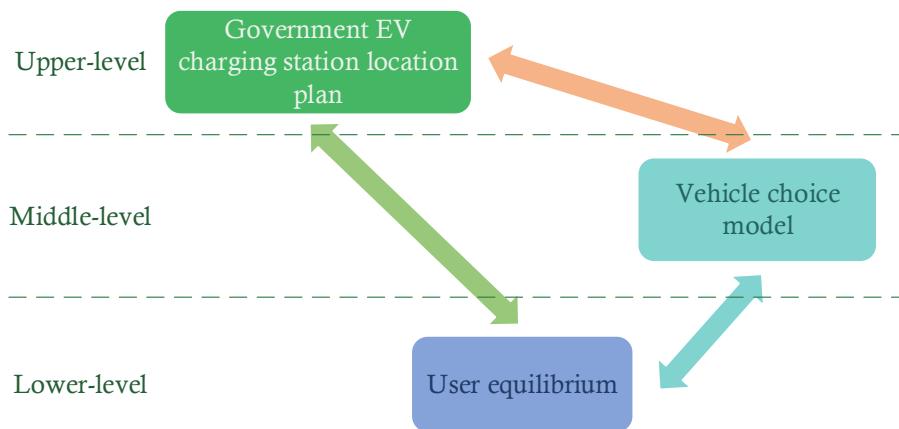 Upper-level
Government EV
charging station location
plan
Middle-level
Vehicle choice
model
Lower-level
User equilibrium